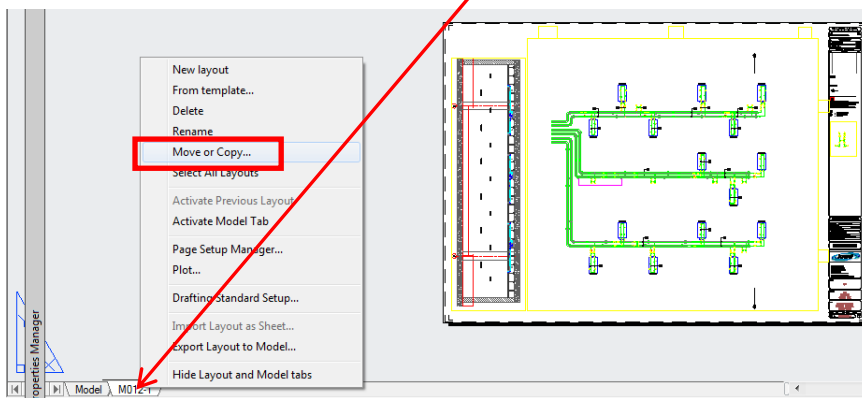 New layout
From template...
Delete
Rename
Move or Copy...
Select All Layouts
Activate Previous Layout
Activate Model Tab
Page Setup Manager...
Plot...
Drafting Standard Setup...
Import Layout as Sheet...
Export Layout to Model...
Hide Layout and Model tabs
operties Manager
Model
M012-1